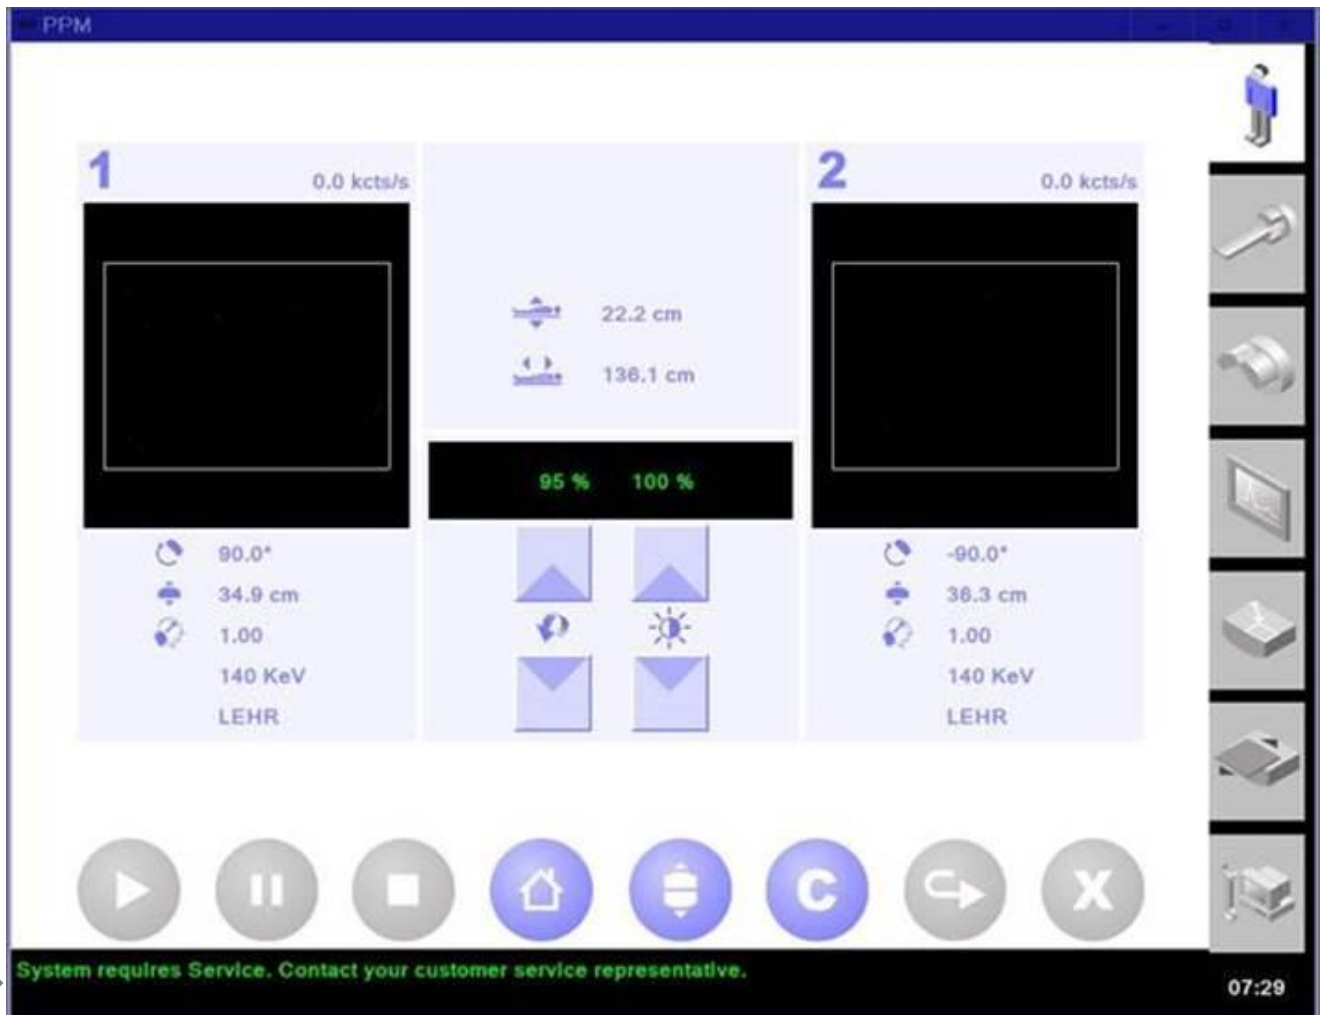 PPM
1
0.0 kcts/s
2
0.0 kcts/s
22.2 cm
136.1 cm
95 % 100 %
90.0°
34.9 cm
1.00
140 KeV
LEHR
-90.0°
36.3 cm
1.00
140 KeV
LEHR
C
X
System requires Service. Contact your customer service representative.
07:29